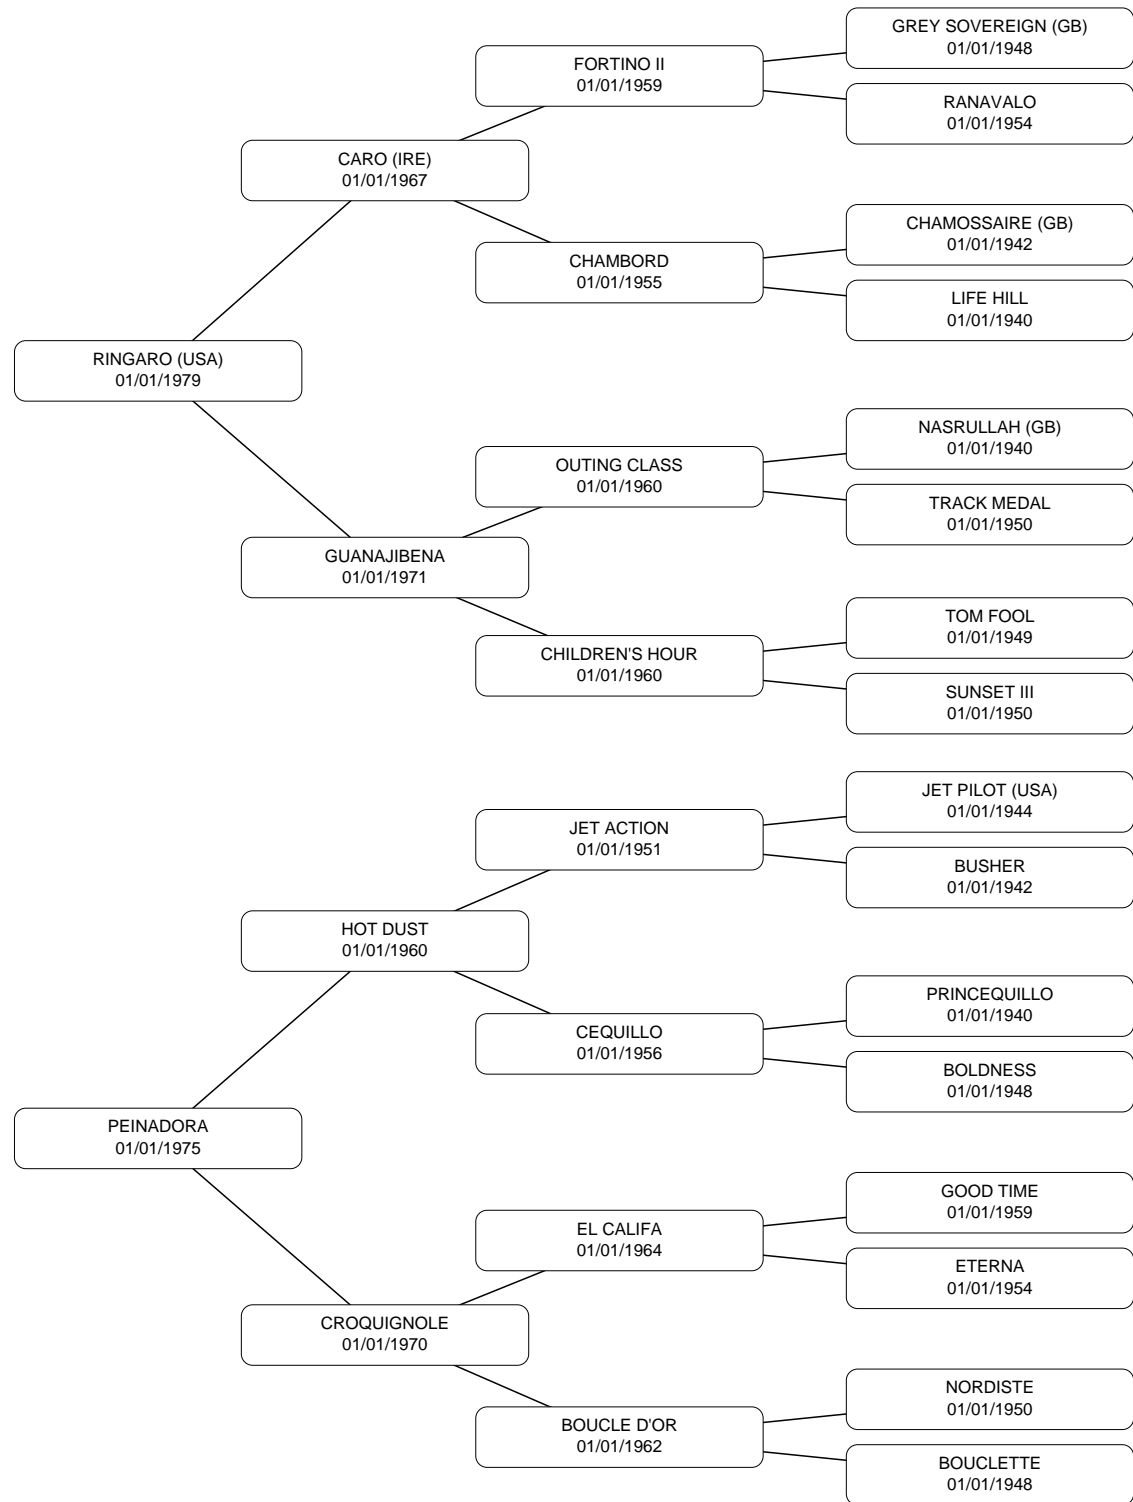 GREY SOVEREIGN (GB)
01/01/1948
FORTINO II
01/01/1959
RANAVALO
01/01/1954
CARO (IRE)
01/01/1967
CHAMOSSAIRE (GB)
01/01/1942
CHAMBORD
01/01/1955
LIFE HILL
01/01/1940
RINGARO (USA)
01/01/1979
NASRULLAH (GB)
01/01/1940
OUTING CLASS
01/01/1960
TRACK MEDAL
01/01/1950
GUANAJIBENA
01/01/1971
TOM FOOL
01/01/1949
CHILDREN'S HOUR
01/01/1960
SUNSET III
01/01/1950
JET PILOT (USA)
01/01/1944
JET ACTION
01/01/1951
BUSHER
01/01/1942
HOT DUST
01/01/1960
PRINCEQUILLO
01/01/1940
CEQUILLO
01/01/1956
BOLDNESS
01/01/1948
PEINADORA
01/01/1975
GOOD TIME
01/01/1959
EL CALIFA
01/01/1964
ETERNA
01/01/1954
CROQUIGNOLE
01/01/1970
NORDISTE
01/01/1950
BOUCLE D'OR
01/01/1962
BOUCLETTE
01/01/1948